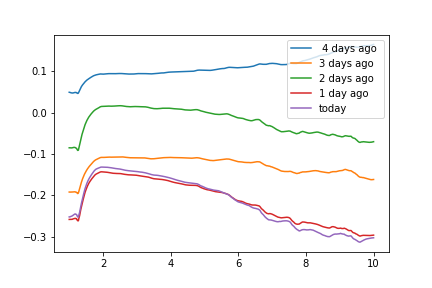 4 days ago
3 days ago
2 days ago
1 day ago
today
0.1
0.0
−0.1
−0.2
−0.3
2 4 6 8 10